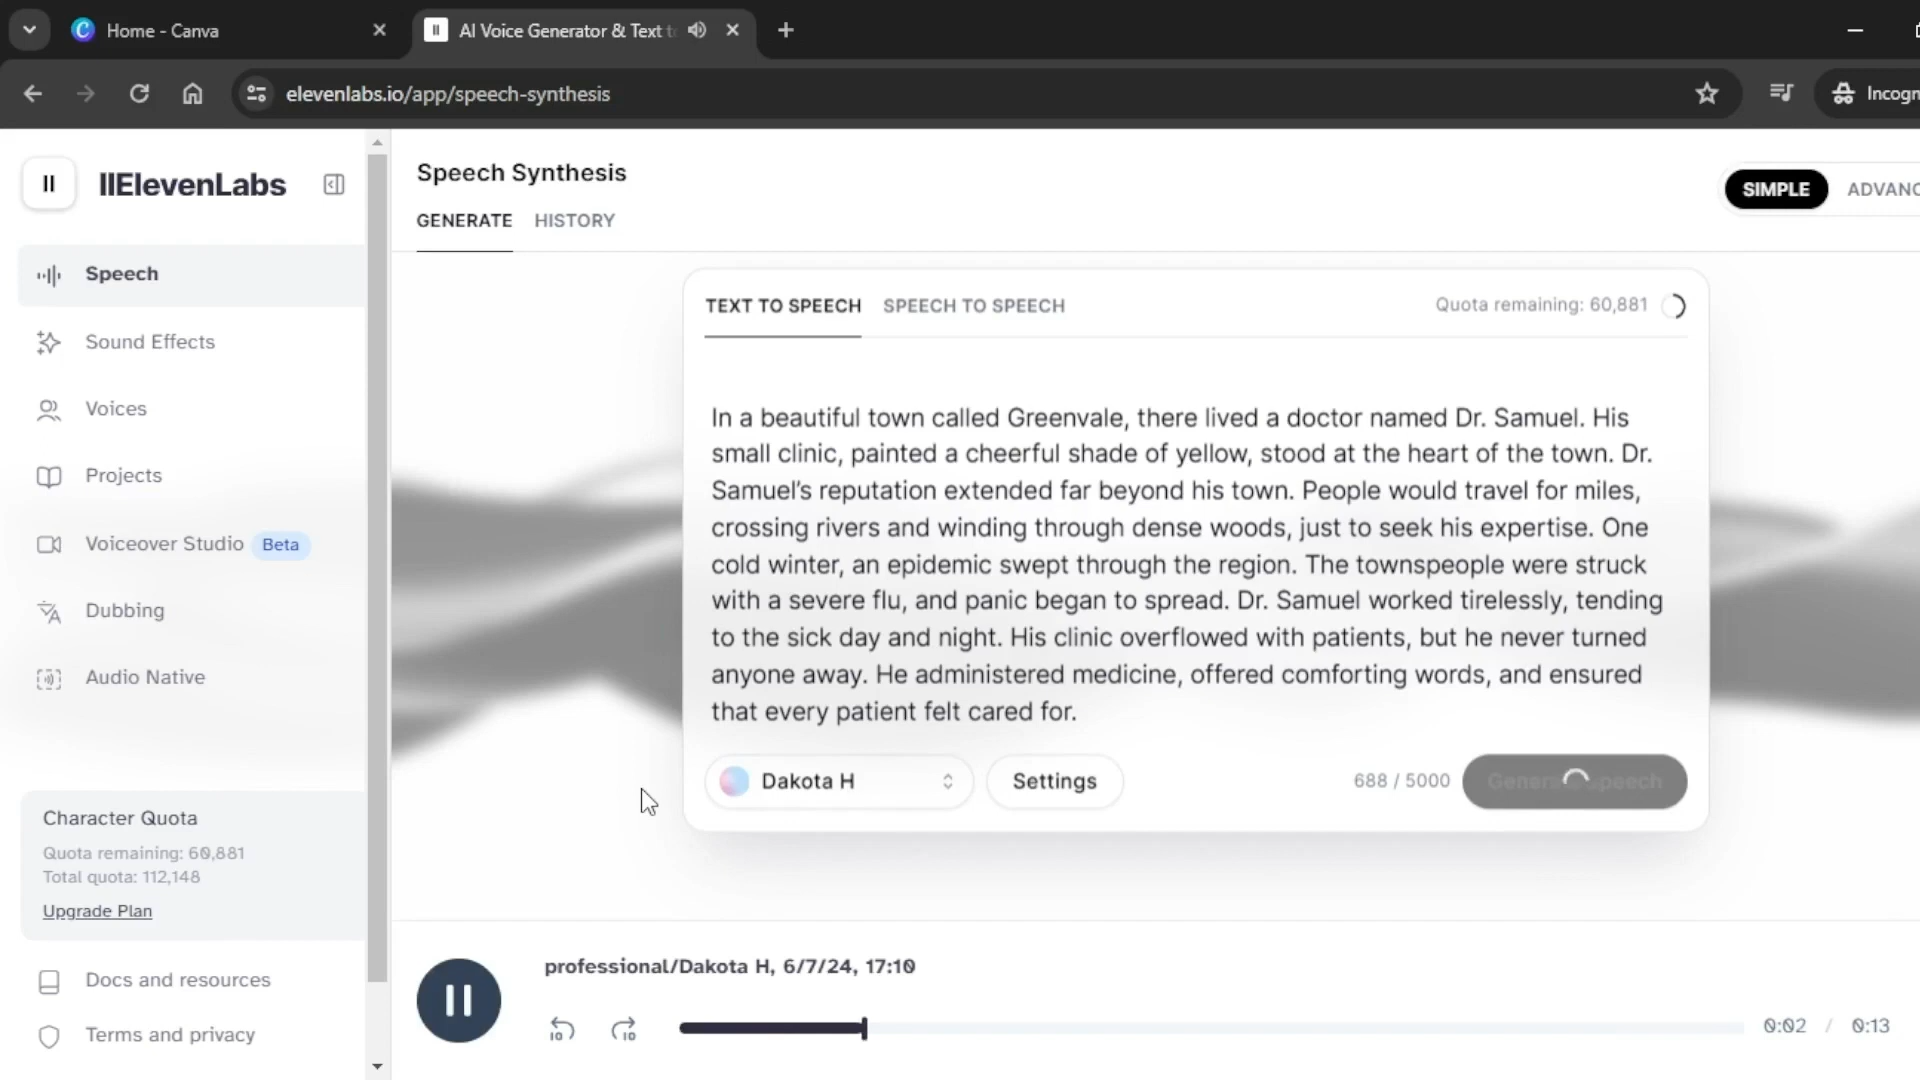 Home - Canva
AI Voice Generator & Text t
elevenlabs.io/app/speech-synthesis
Incogn
IIElevenLabs
Speech
Sound Effects
Voices
Projects
Voiceover Studio Beta
Dubbing
Audio Native
Character Quota
Quota remaining: 60,881
Total quota: 112,148
Upgrade Plan
Docs and resources
Terms and privacy
Speech Synthesis
GENERATE HISTORY
SIMPLE ADVANC
TEXT TO SPEECH SPEECH TO SPEECH Quota remaining: 60,881
In a beautiful town called Greenvale, there lived a doctor named Dr. Samuel. His
small clinic, painted a cheerful shade of yellow, stood at the heart of the town. Dr.
Samuel’s reputation extended far beyond his town. People would travel for miles,
crossing rivers and winding through dense woods, just to seek his expertise. One
cold winter, an epidemic swept through the region. The townspeople were struck
with a severe flu, and panic began to spread. Dr. Samuel worked tirelessly, tending
to the sick day and night. His clinic overflowed with patients, but he never turned
anyone away. He administered medicine, offered comforting words, and ensured
that every patient felt cared for.
Dakota H Settings 688 / 5000 Generate speech
professional/Dakota H, 6/7/24, 17:10
10 10 0:02 / 0:13